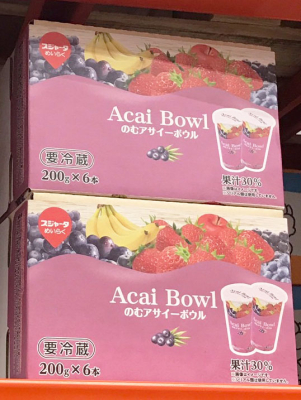 スジャータ
めいらく
Acai Bowl
のむアサイーボウル
要冷蔵
200g×6本
果汁30%
スジャータ
めいらく
Acai Bowl
のむアサイーボウル
要冷蔵
200g×6本
果汁30%